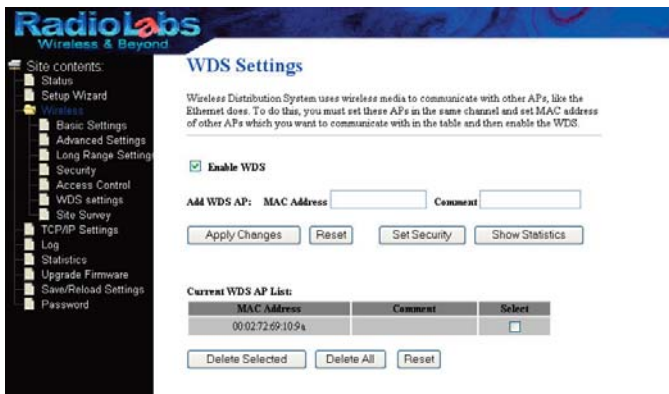 RadioLabs
Wireless & Beyond
Site contents:
Status
Setup Wizard
Wireless
Basic Settings
Advanced Settings
Long Range Setting
Security
Access Control
WDS settings
Site Survey
TCP/IP Settings
Log
Statistics
Upgrade Firmware
Save/Reload Settings
Password
WDS Settings
Wireless Distribution System uses wireless media to communicate with other APs, like the
Ethernet does. To do this, you must set these APs in the same channel and set MAC address
of other APs which you want to communicate with in the table and then enable the WDS.
Enable WDS
Add WDS AP: MAC Address Comment
Apply Changes Reset Set Security Show Statistics
Current WDS AP List:
MAC Address Comment Select
00:02:72:69:10:9a
Delete Selected Delete All Reset